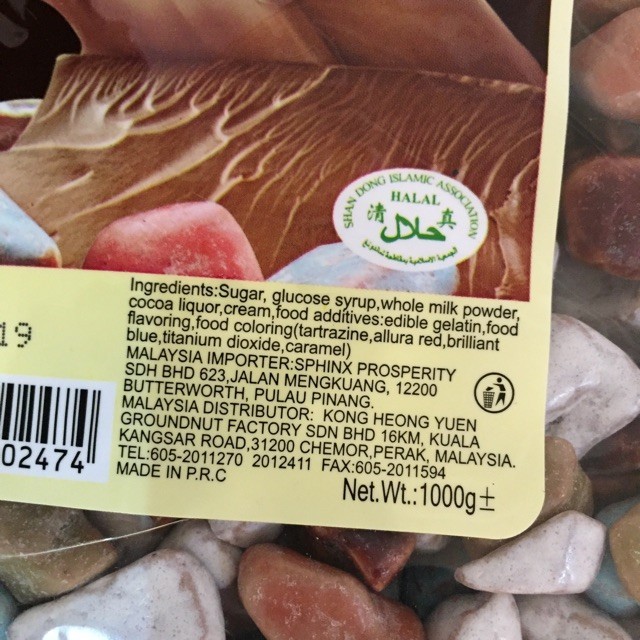 SHAN DONG ISLAMIC ASSOCIATION
HALAL
清 حلال 真
19
Ingredients:Sugar, glucose syrup,whole milk powder,
cocoa liquor,cream,food additives:edible gelatin,food
flavoring,food coloring(tartrazine,allura red,brilliant
blue,titanium dioxide,caramel)
MALAYSIA IMPORTER:SPHINX PROSPERITY
SDH BHD 623,JALAN MENGKUANG, 12200
BUTTERWORTH, PULAU PINANG.
MALAYSIA DISTRIBUTOR: KONG HEONG YUEN
GROUNDNUT FACTORY SDN BHD 16KM, KUALA
KANGSAR ROAD,31200 CHEMOR,PERAK, MALAYSIA.
TEL:605-2011270 2012411 FAX:605-2011594
MADE IN P.R.C
02474
Net.Wt.:1000g±